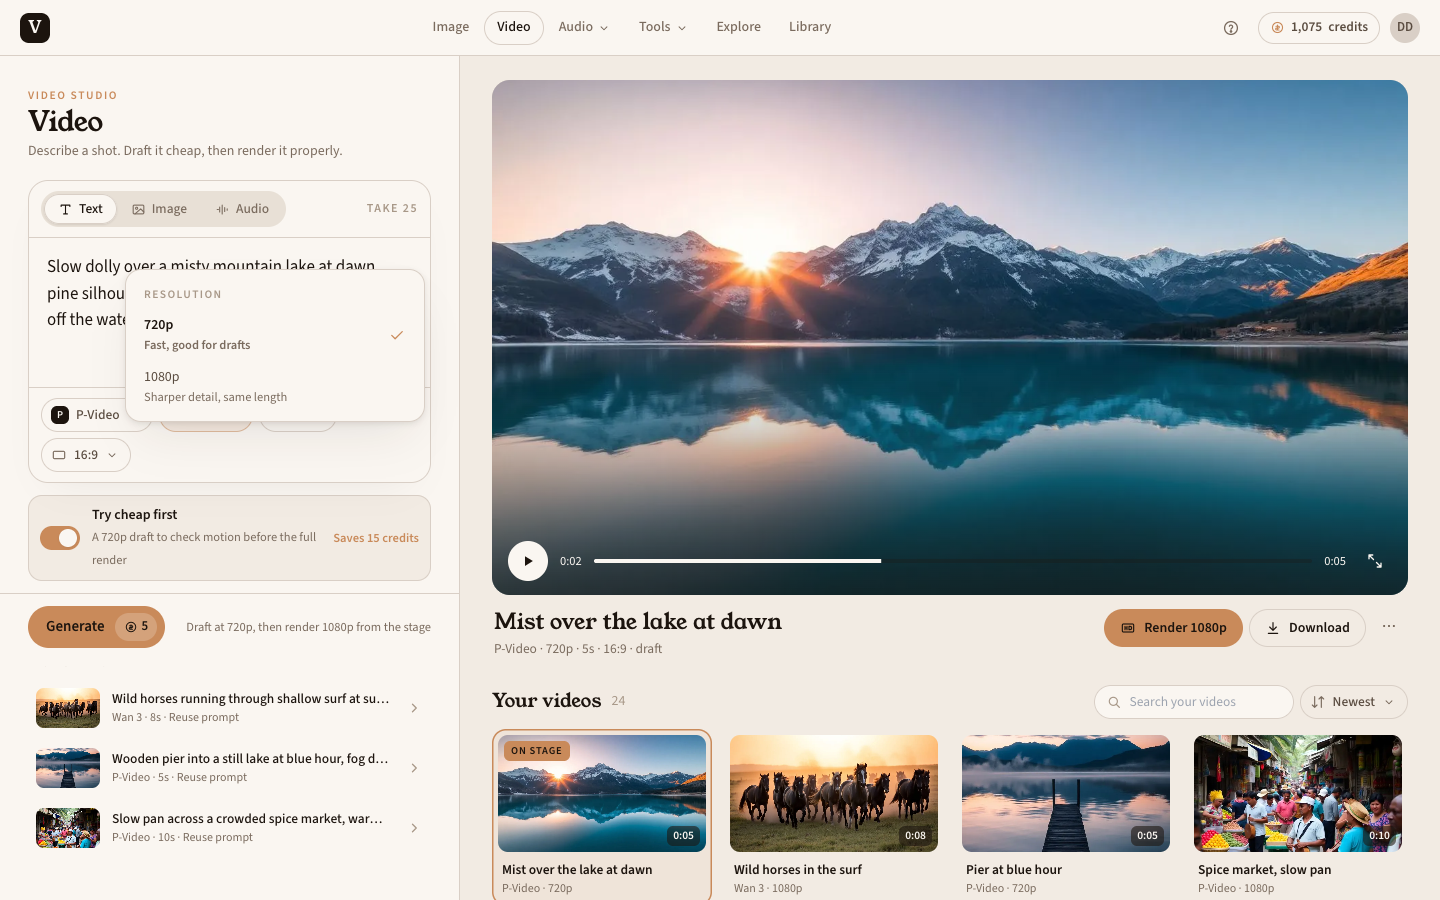 V
Image
Video
Audio
Tools
Explore
Library
1,075 credits
DD
VIDEO STUDIO
Video
Describe a shot. Draft it cheap, then render it properly.
Text
Image
Audio
TAKE 25
Slow dolly over a misty mountain lake at dawn
pine silhou
off the wate
RESOLUTION
720p
Fast, good for drafts
1080p
Sharper detail, same length
P
P-Video
16:9
Try cheap first
A 720p draft to check motion before the full
render
Saves 15 credits
Generate
5
Draft at 720p, then render 1080p from the stage
Wild horses running through shallow surf at su…
Wan 3 · 8s · Reuse prompt
Wooden pier into a still lake at blue hour, fog d…
P-Video · 5s · Reuse prompt
Slow pan across a crowded spice market, war…
P-Video · 10s · Reuse prompt
0:02
0:05
Mist over the lake at dawn
P-Video · 720p · 5s · 16:9 · draft
HD
Render 1080p
Download
Your videos
24
Search your videos
Newest
ON STAGE
0:05
Mist over the lake at dawn
P-Video · 720p
0:08
Wild horses in the surf
Wan 3 · 1080p
0:05
Pier at blue hour
P-Video · 720p
0:10
Spice market, slow pan
P-Video · 1080p